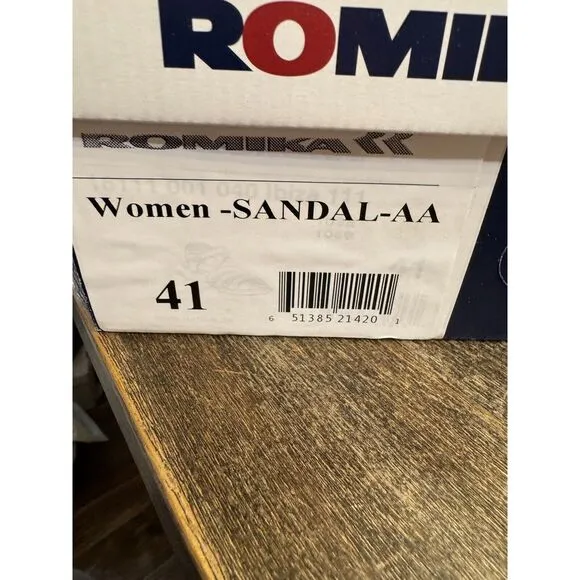 ROMI
ROMIKA
Women -SANDAL-AA
41
6 51385 21420 1